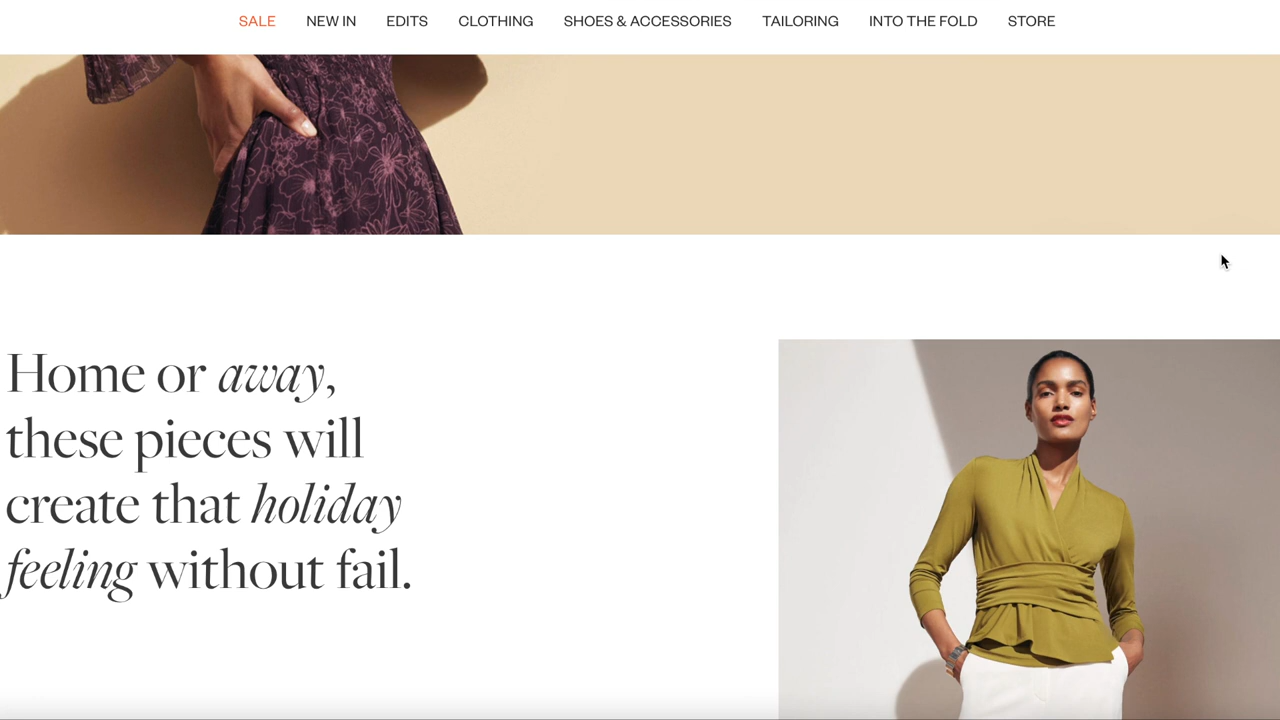 SALE NEW IN EDITS CLOTHING SHOES & ACCESSORIES TAILORING INTO THE FOLD STORE
Home or away,
these pieces will
create that holiday
feeling without fail.